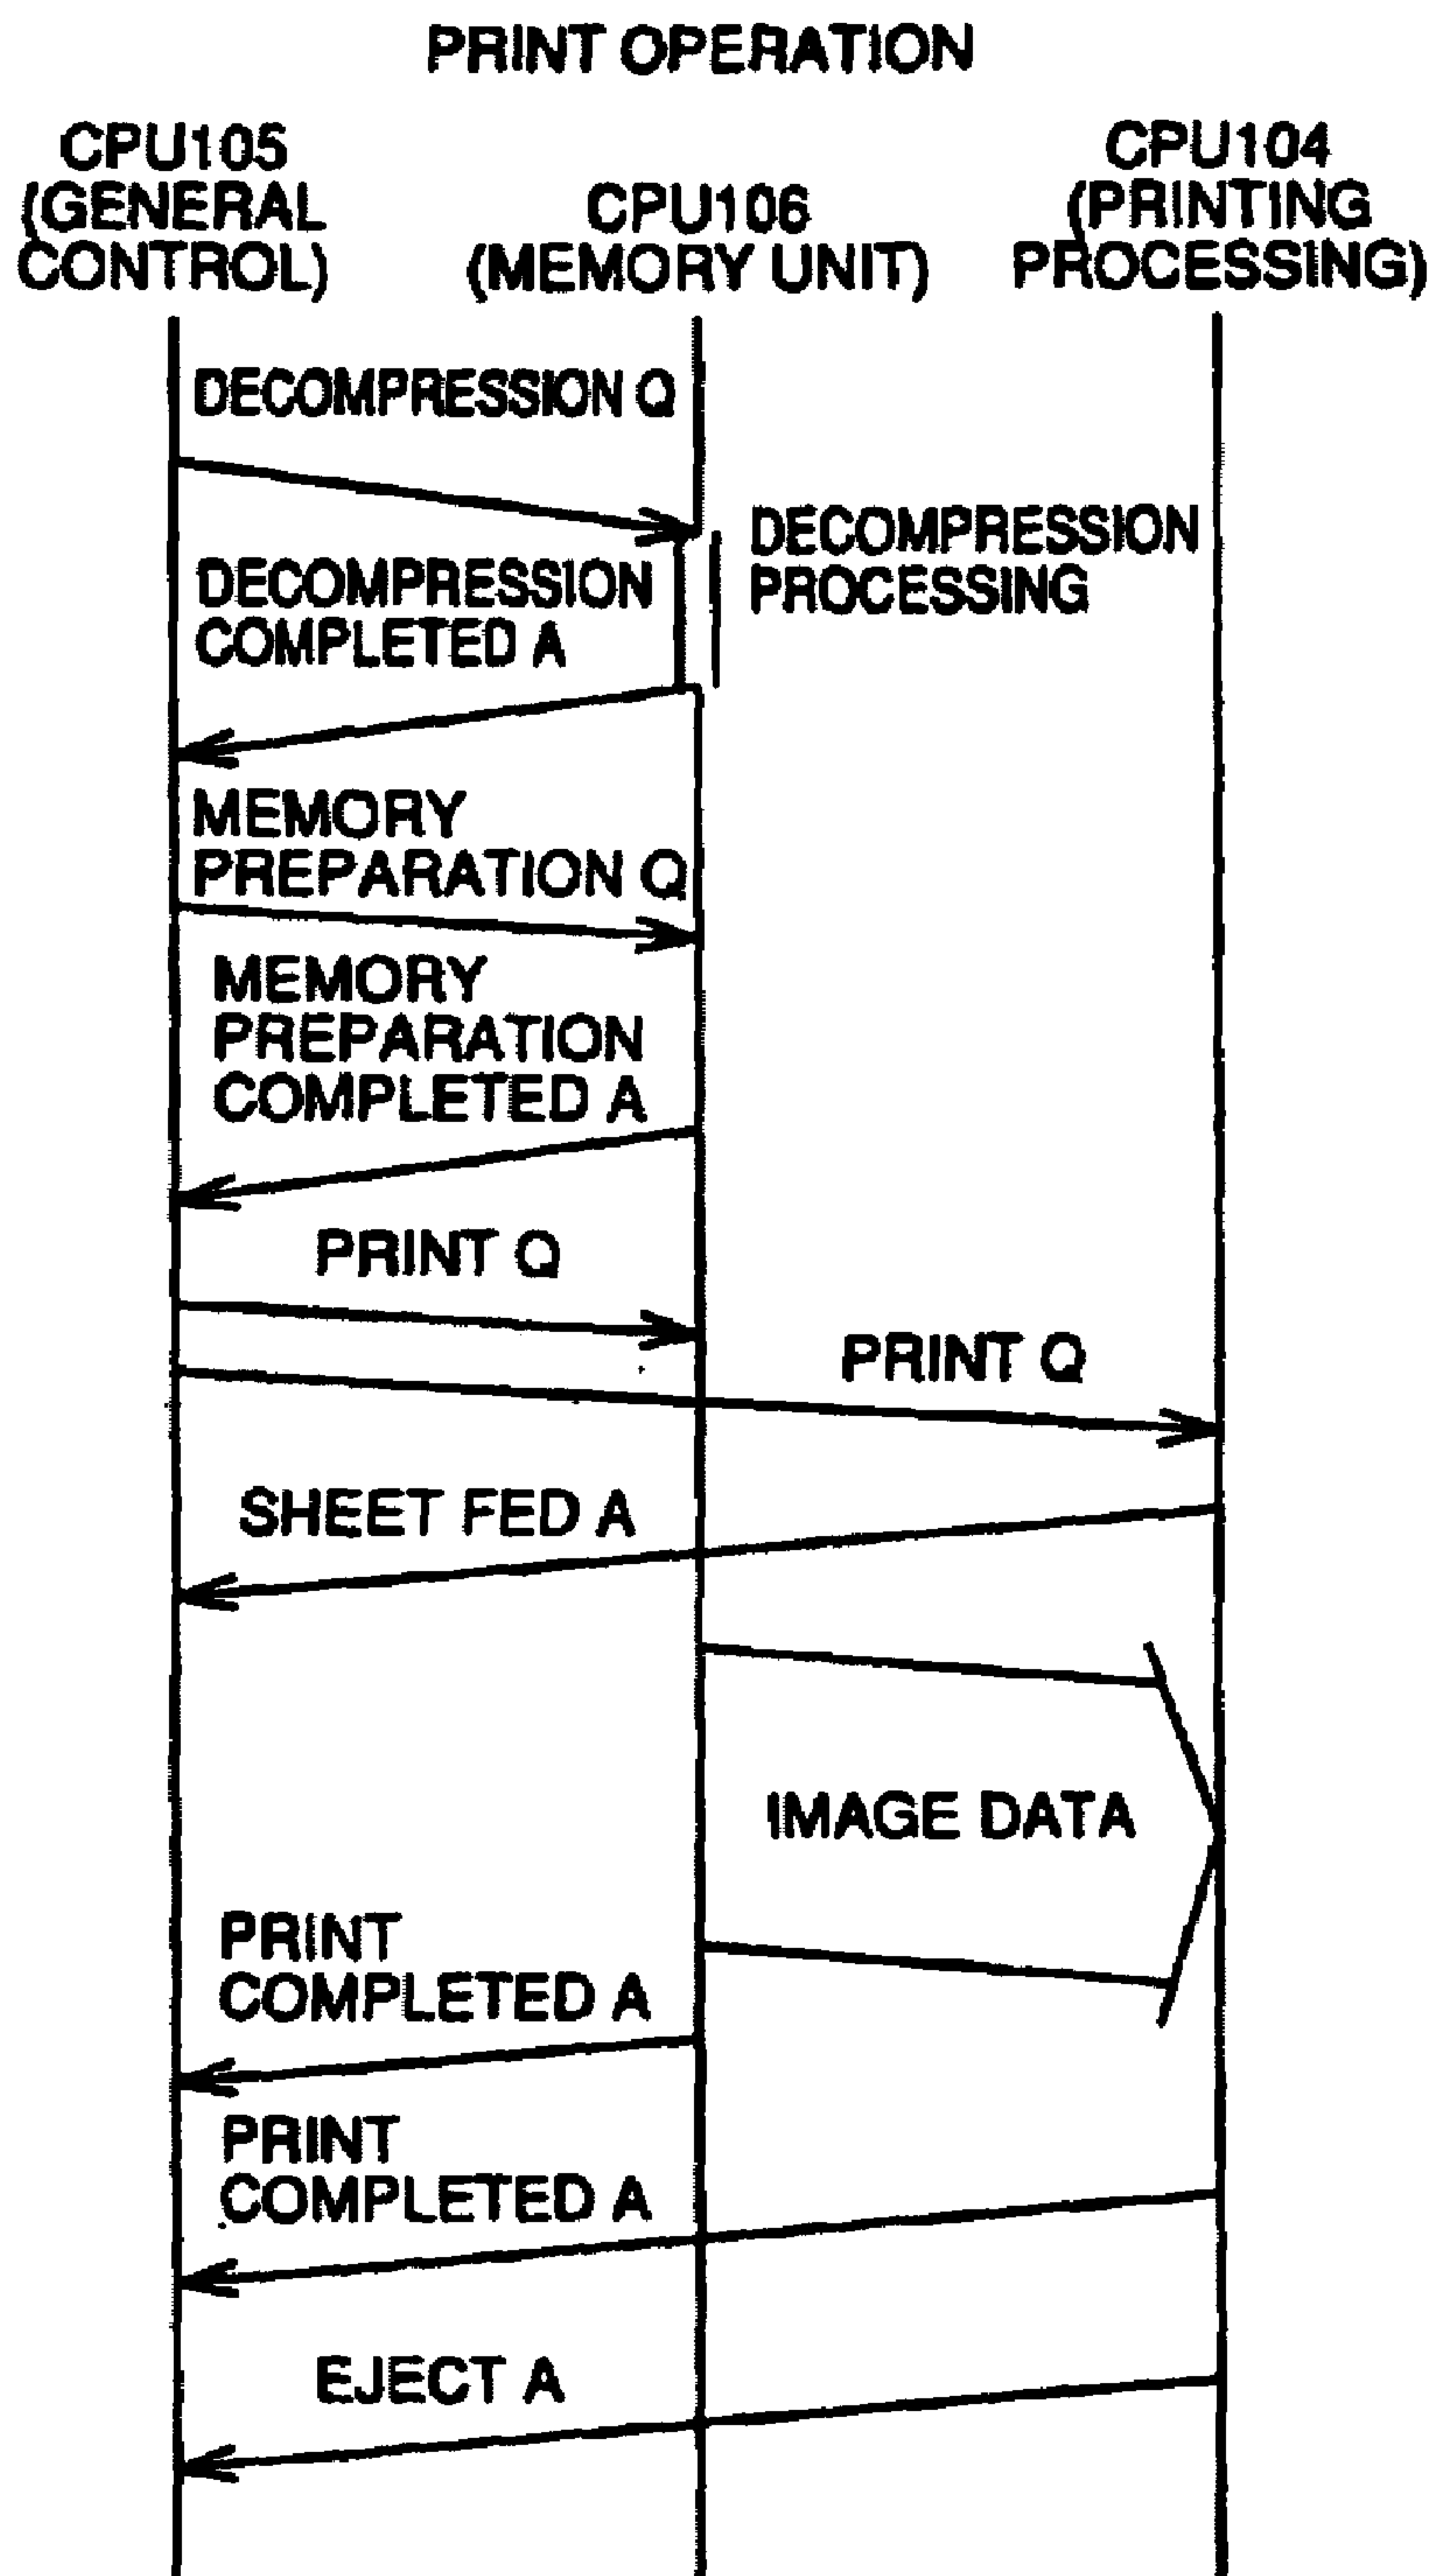 PRINT OPERATION
CPU105
(GENERAL
CONTROL)
CPU106
(MEMORY UNIT)
CPU104
(PRINTING
PROCESSING)
DECOMPRESSION Q
DECOMPRESSION
PROCESSING
DECOMPRESSION
COMPLETED A
MEMORY
PREPARATION Q
MEMORY
PREPARATION
COMPLETED A
PRINT Q
PRINT Q
SHEET FED A
IMAGE DATA
PRINT
COMPLETED A
PRINT
COMPLETED A
EJECT A